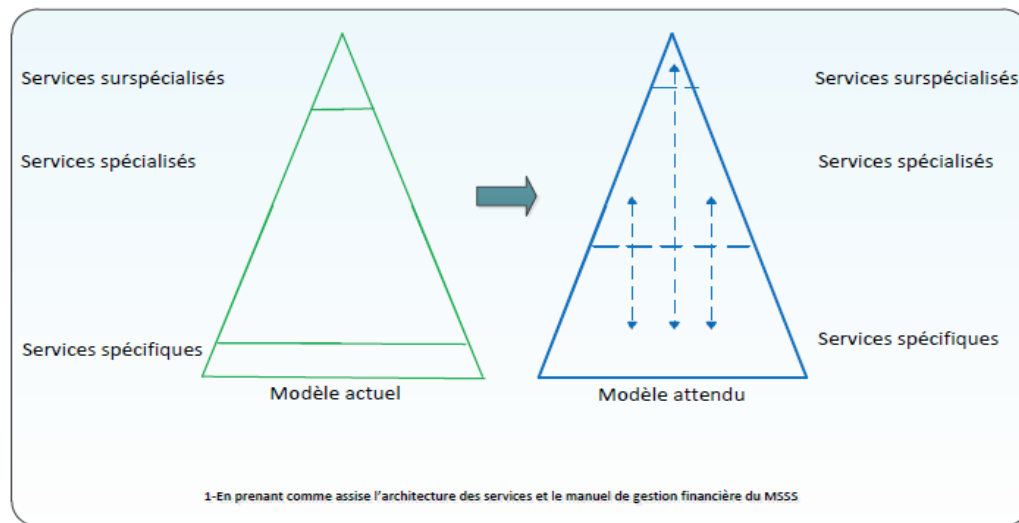 Services surspécialisés
Services surspécialisés
Services spécialisés
Services spécialisés
Services spécifiques
Services spécifiques
Modèle actuel
Modèle attendu
1-En prenant comme assise l'architecture des services et le manuel de gestion financière du MSSS